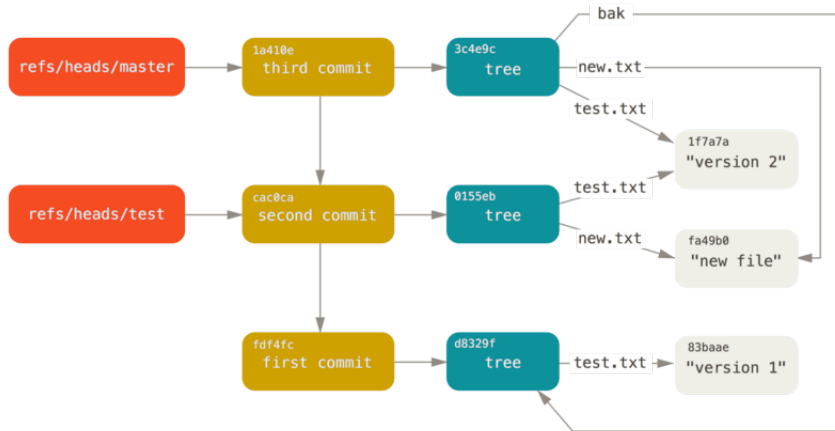 bak
1a410e
3c4e9c
refs/heads/master
third commit
tree
new.txt
test.txt
1f7a7a
"version 2"
cac0ca
0155eb
test.txt
refs/heads/test
second commit
tree
new.txt
fa49b0
"new file"
fdf4fc
d8329f
83baae
first commit
tree
test.txt
"version 1"